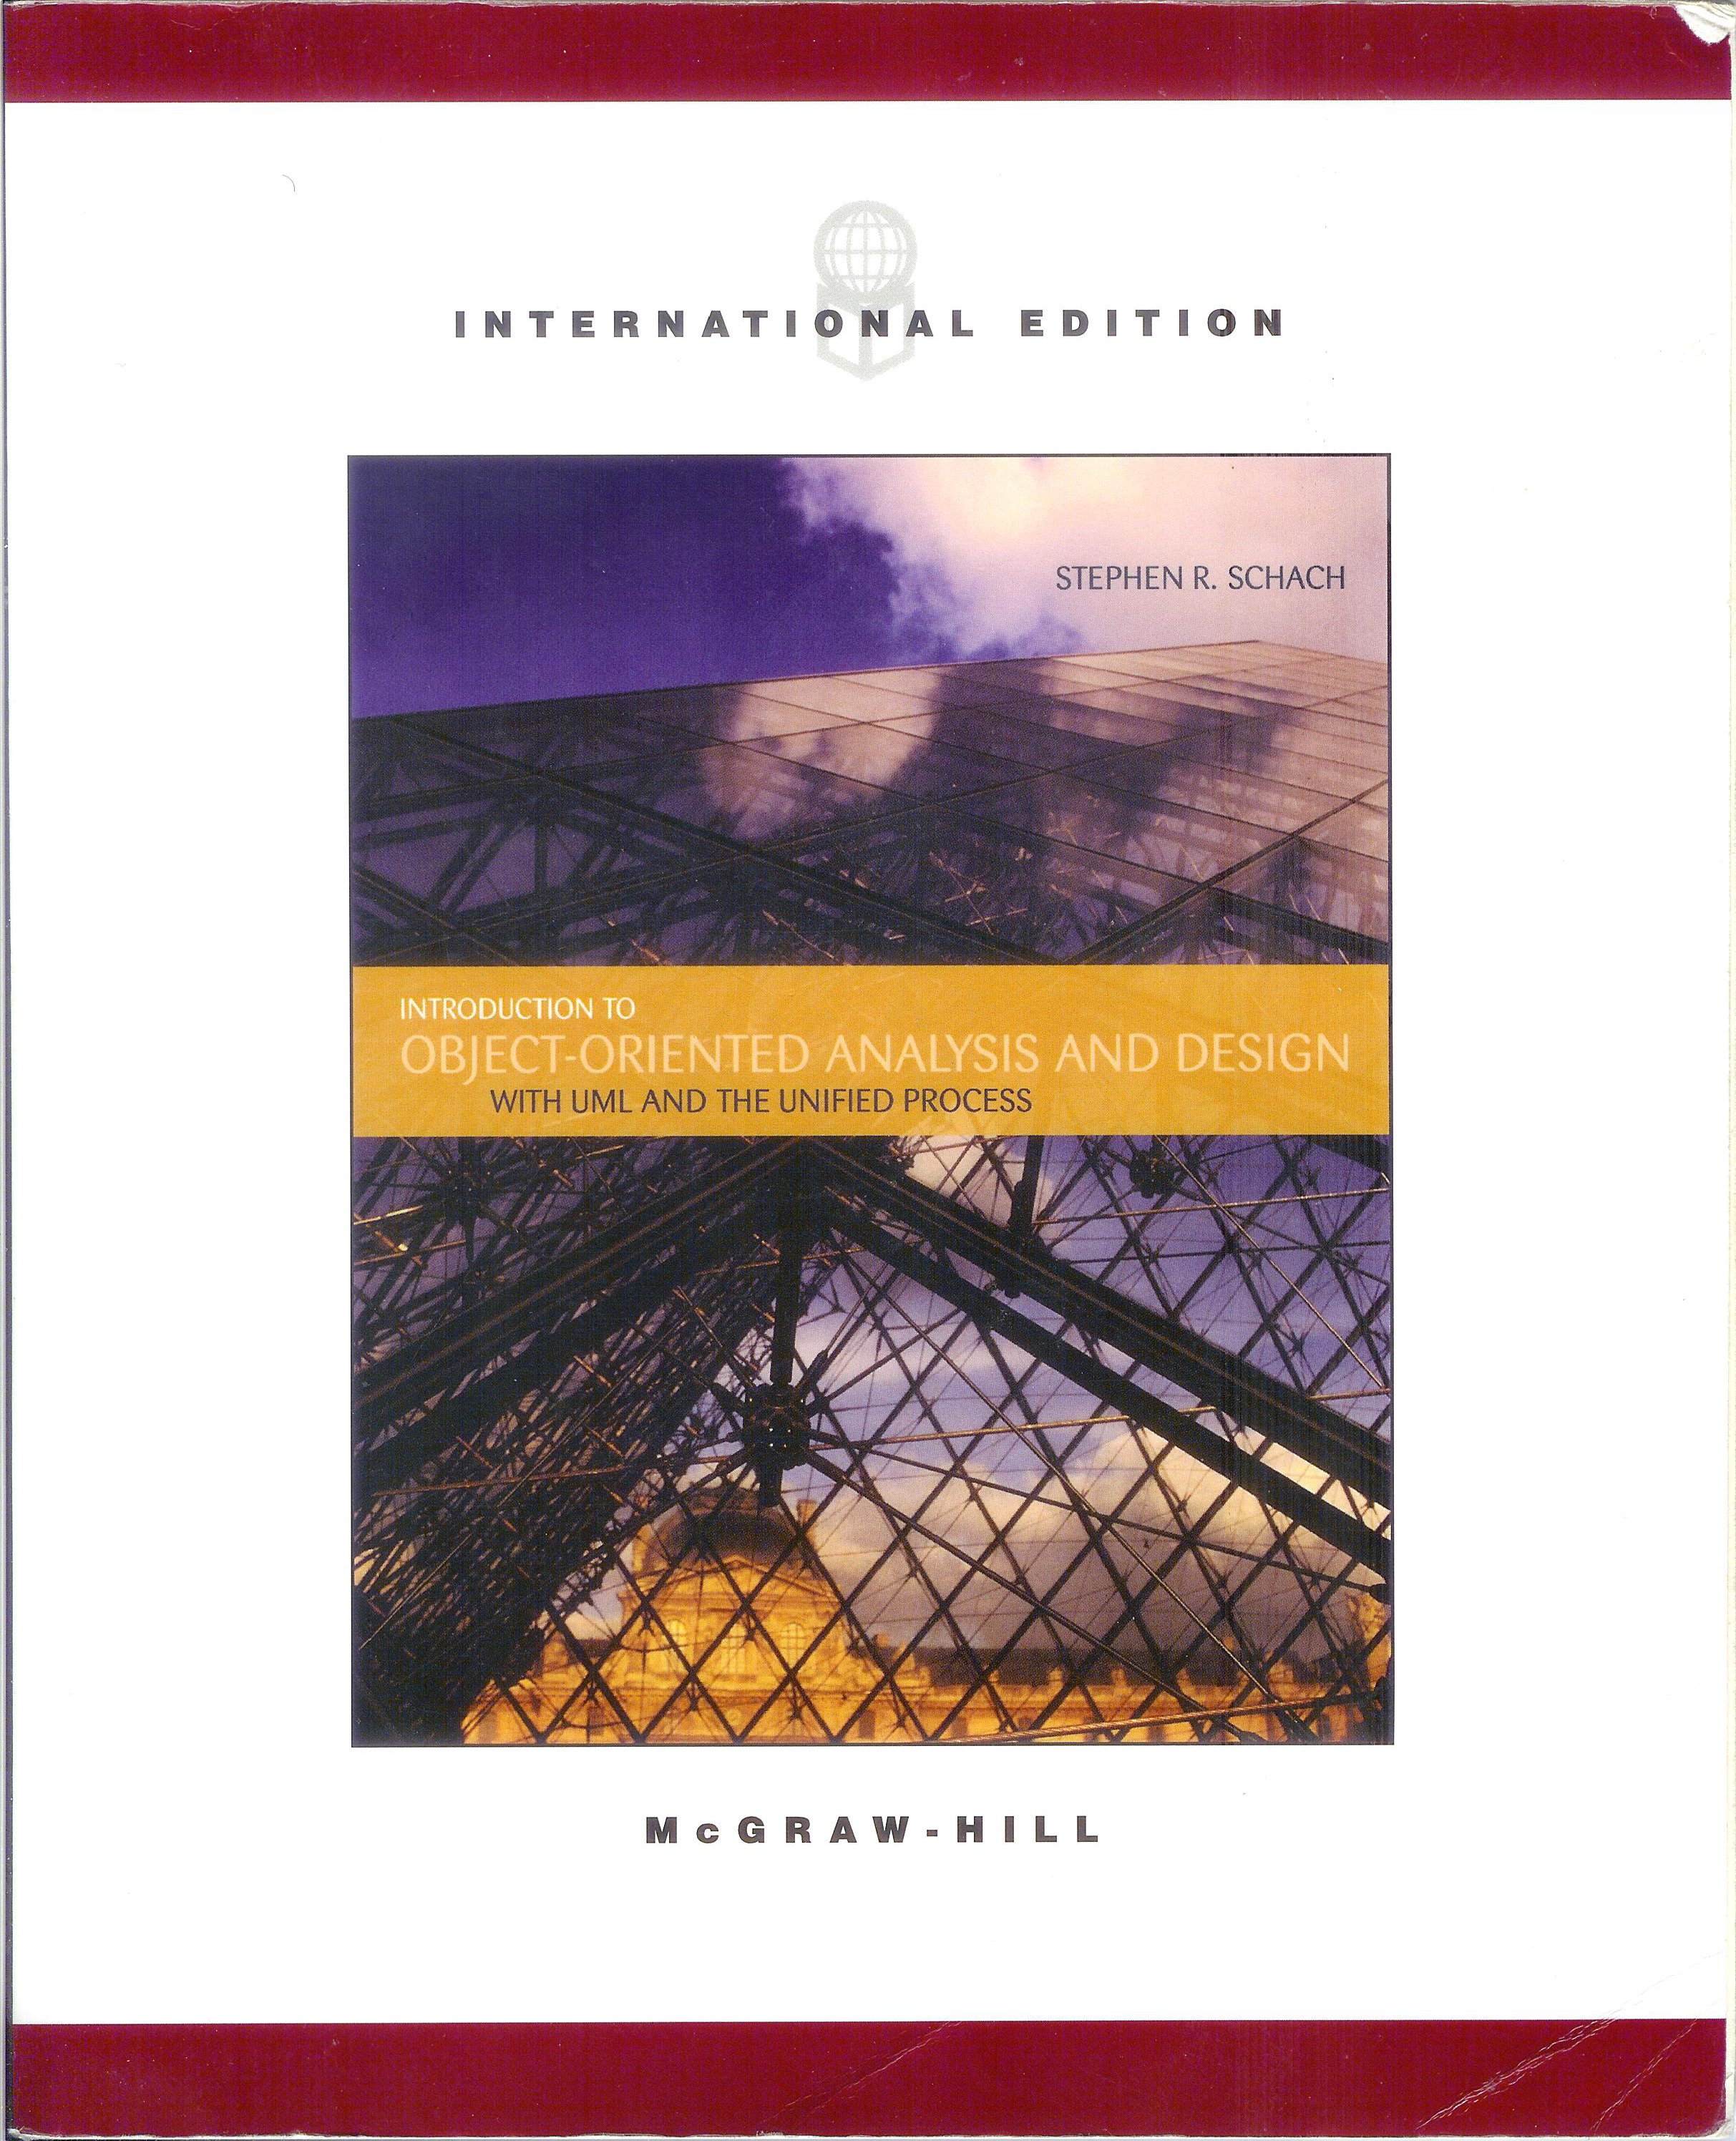 INTERNATIONAL EDITION
STEPHEN R. SCHACH
INTRODUCTION TO
OBJECT-ORIENTED ANALYSIS AND DESIGN
WITH UML AND THE UNIFIED PROCESS
McGRAW-HILL